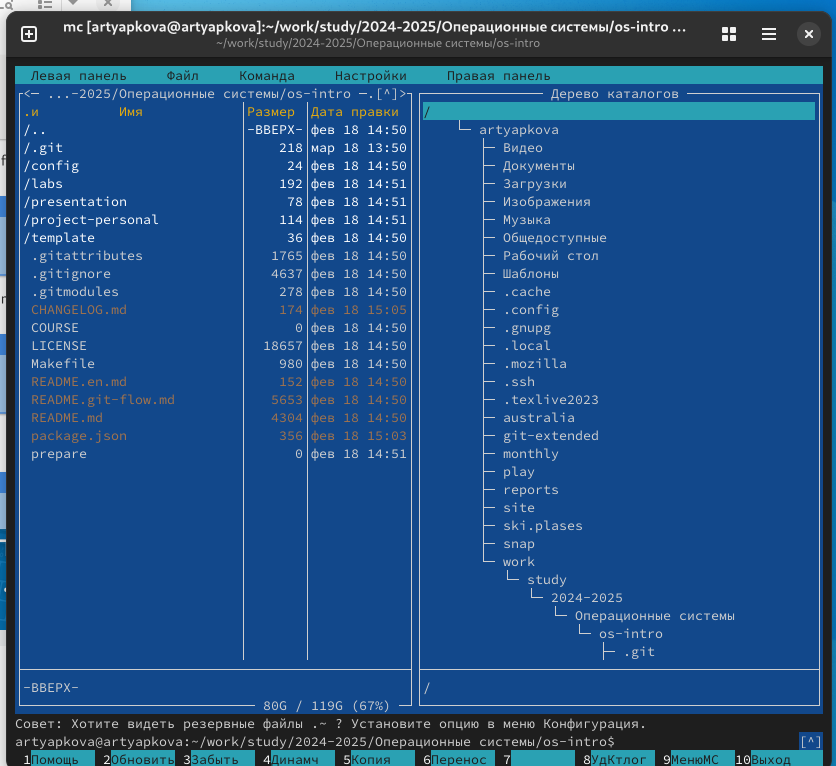 mc [artyapkova@artyapkova]:~/work/study/2024-2025/Операционные системы/os-intro ...
~/work/study/2024-2025/Операционные системы/os-intro
Левая панель Файл Команда Настройки Правая панель
<─ ...-2025/Операционные системы/os-intro ─.[^]>
.и Имя Размер Дата правки
/.. -ВВЕРХ- фев 18 14:50
/.git 218 мар 18 13:50
/config 24 фев 18 14:50
/labs 192 фев 18 14:51
/presentation 78 фев 18 14:51
/project-personal 114 фев 18 14:51
/template 36 фев 18 14:50
.gitattributes 1765 фев 18 14:50
.gitignore 4637 фев 18 14:50
.gitmodules 278 фев 18 14:50
CHANGELOG.md 174 фев 18 15:05
COURSE 0 фев 18 14:50
LICENSE 18657 фев 18 14:50
Makefile 980 фев 18 14:50
README.en.md 152 фев 18 14:50
README.git-flow.md 5653 фев 18 14:50
README.md 4304 фев 18 14:50
package.json 356 фев 18 15:03
prepare 0 фев 18 14:51
-ВВЕРХ-
80G / 119G (67%)
Дерево каталогов
/
artyapkova
Видео
Документы
Загрузки
Изображения
Музыка
Общедоступные
Рабочий стол
Шаблоны
.cache
.config
.gnupg
.local
.mozilla
.ssh
.texlive2023
australia
git-extended
monthly
play
reports
site
ski.plases
snap
work
study
2024-2025
Операционные системы
os-intro
.git
/
Совет: Хотите видеть резервные файлы .~ ? Установите опцию в меню Конфигурация.
artyapkova@artyapkova:~/work/study/2024-2025/Операционные системы/os-intro$ [^]
1Помощь 2Обновить 3Забыть 4Динамч 5Копия 6Перенос 7 8УдКтлог 9МенюМС 10Выход